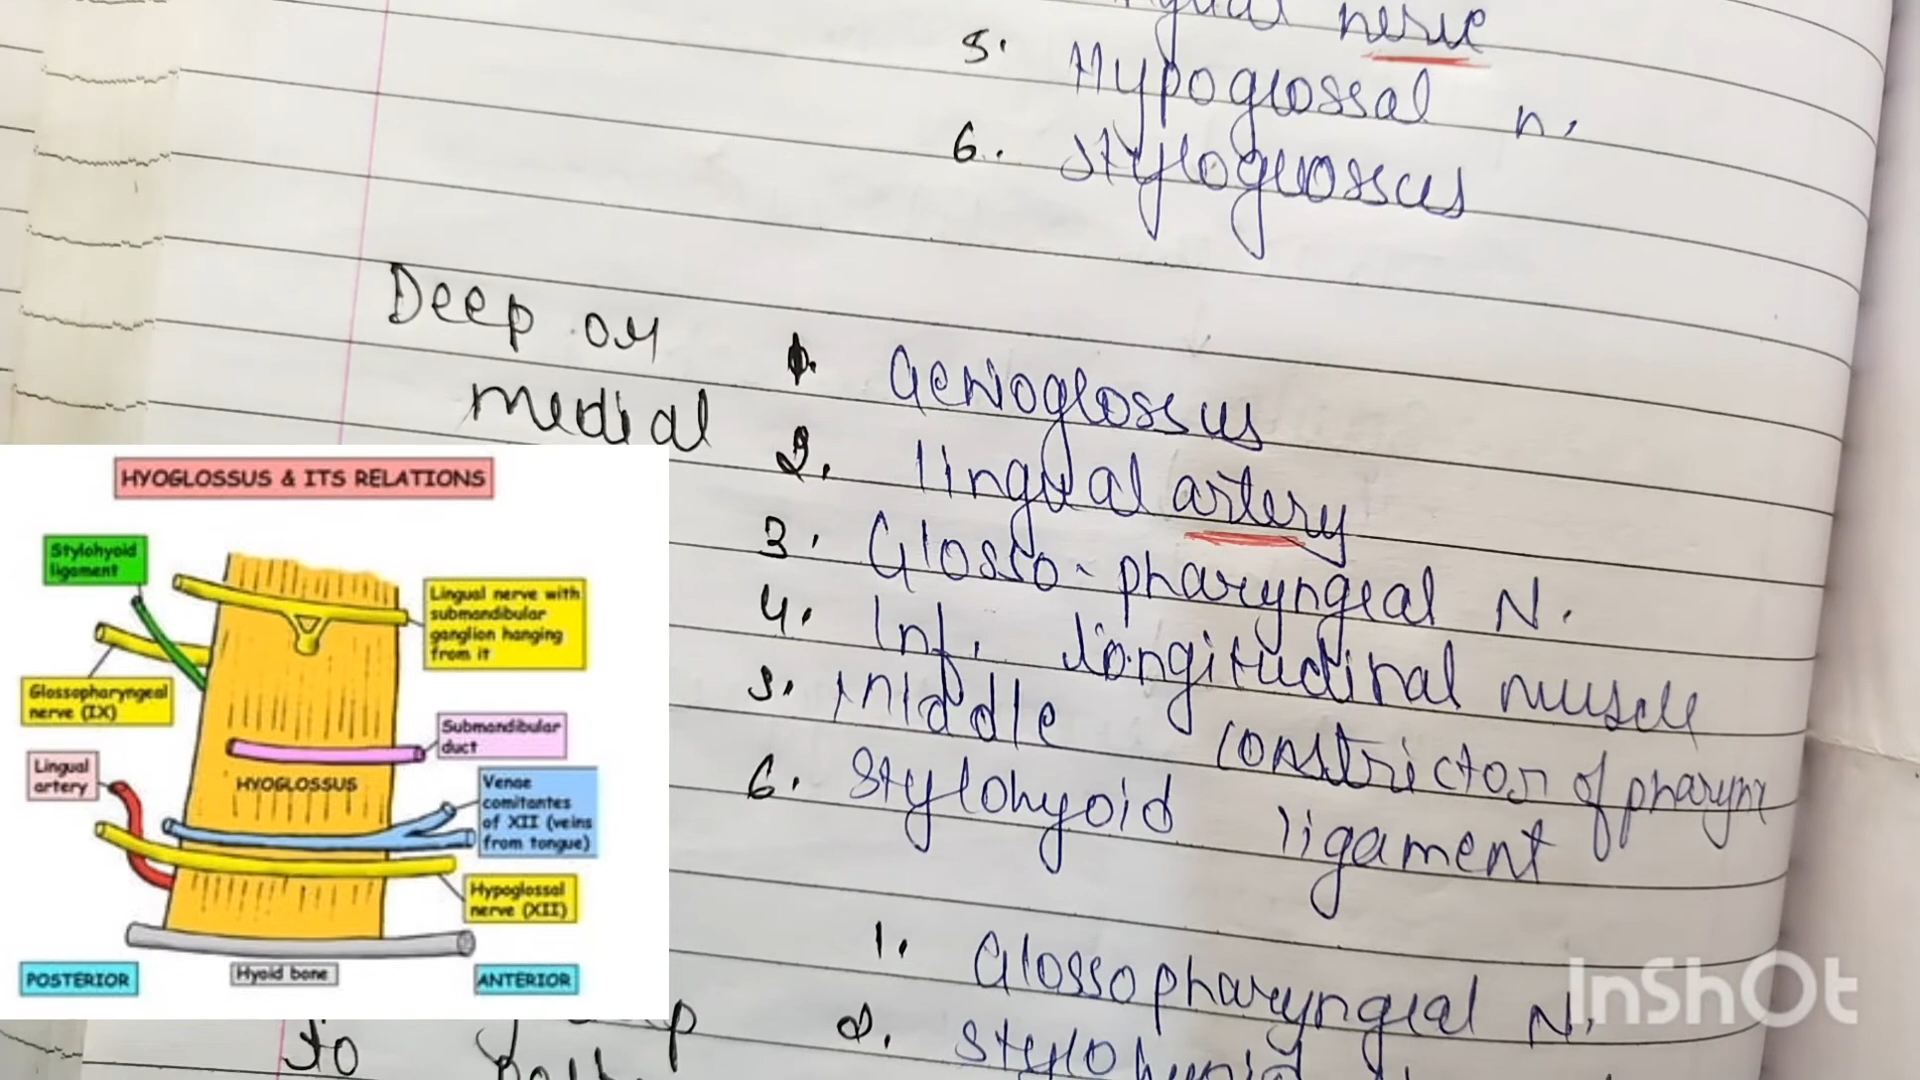 nerve
5. Hypoglossal n.
6. Styloglossus
Deep or
medial
1. Genioglossus
2. lingual artery
3. Glosso-pharyngeal N.
4. Inf. longitudinal muscle
5. Middle constrictor of pharynx
6. Stylohyoid ligament
1. Glossopharyngeal N.
2.
to
HYOGLOSSUS & ITS RELATIONS
Stylohyoid
ligament
Lingual nerve with
submandibular
ganglion hanging
from it
Glossopharyngeal
nerve (IX)
Submandibular
duct
Lingual
artery
HYOGLOSSUS
Venae
comitantes
of XII (veins
from tongue)
Hypoglossal
nerve (XII)
POSTERIOR
Hyoid bone
ANTERIOR
InShOt